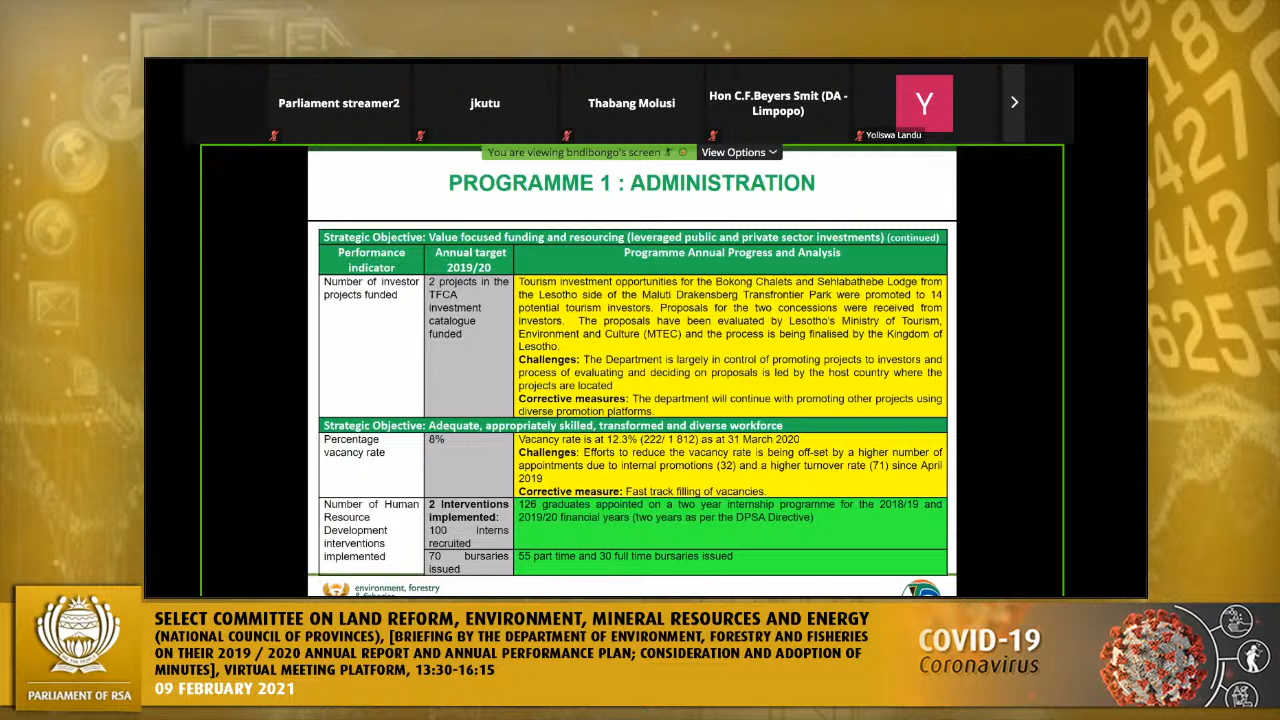 Parliament streamer2
jkutu
Thabang Molusi
Hon C.F.Beyers Smit (DA -
Limpopo)
Y
Yoliswa Landu
You are viewing bndibongo's screen
View Options
PROGRAMME 1 : ADMINISTRATION
Strategic Objective: Value focused funding and resourcing (leveraged public and private sector investments) (continued)
Performance
indicator
Annual target
2019/20
Programme Annual Progress and Analysis
Number of investor
projects funded
2 projects in the
TFCA
investment
catalogue
funded
Tourism investment opportunities for the Bokong Chalets and Sehlabathebe Lodge from
the Lesotho side of the Maluti Drakensberg Transfrontier Park were promoted to 14
potential tourism investors. Proposals for the two concessions were received from
investors. The proposals have been evaluated by Lesotho's Ministry of Tourism,
Environment and Culture (MTEC) and the process is being finalised by the Kingdom of
Lesotho.
Challenges: The Department is largely in control of promoting projects to investors and
process of evaluating and deciding on proposals is led by the host country where the
projects are located
Corrective measures: The department will continue with promoting other projects using
diverse promotion platforms.
Strategic Objective: Adequate, appropriately skilled, transformed and diverse workforce
Percentage
vacancy rate
8%
Vacancy rate is at 12.3% (222/ 1 812) as at 31 March 2020
Challenges: Efforts to reduce the vacancy rate is being off-set by a higher number of
appointments due to internal promotions (32) and a higher turnover rate (71) since April
2019
Corrective measure: Fast track filling of vacancies.
Number of Human
Resource
Development
interventions
implemented
2 Interventions
implemented:
100 Interns
recruited
126 graduates appointed on a two year internship programme for the 2018/19 and
2019/20 financial years (two years as per the DPSA Directive)
70 bursaries
issued
55 part time and 30 full time bursaries issued
environment, forestry
& fisheries
PARLIAMENT OF RSA
SELECT COMMITTEE ON LAND REFORM, ENVIRONMENT, MINERAL RESOURCES AND ENERGY
(NATIONAL COUNCIL OF PROVINCES), [BRIEFING BY THE DEPARTMENT OF ENVIRONMENT, FORESTRY AND FISHERIES
ON THEIR 2019 / 2020 ANNUAL REPORT AND ANNUAL PERFORMANCE PLAN; CONSIDERATION AND ADOPTION OF
MINUTES], VIRTUAL MEETING PLATFORM, 13:30-16:15
09 FEBRUARY 2021
COVID-19
Coronavirus